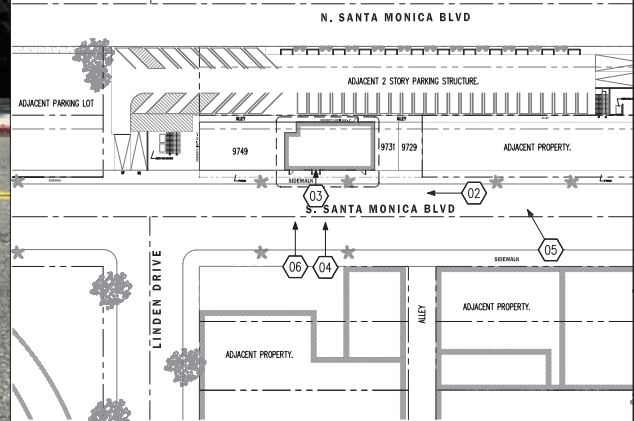 N. SANTA MONICA BLVD
ADJACENT 2 STORY PARKING STRUCTURE.
ADJACENT PARKING LOT
ALLEY
ALLEY
9749
9731
9729
ADJACENT PROPERTY.
SIDEWALK
03
02
S. SANTA MONICA BLVD
06
04
05
SIDEWALK
LINDEN DRIVE
ALLEY
ADJACENT PROPERTY.
ADJACENT PROPERTY.